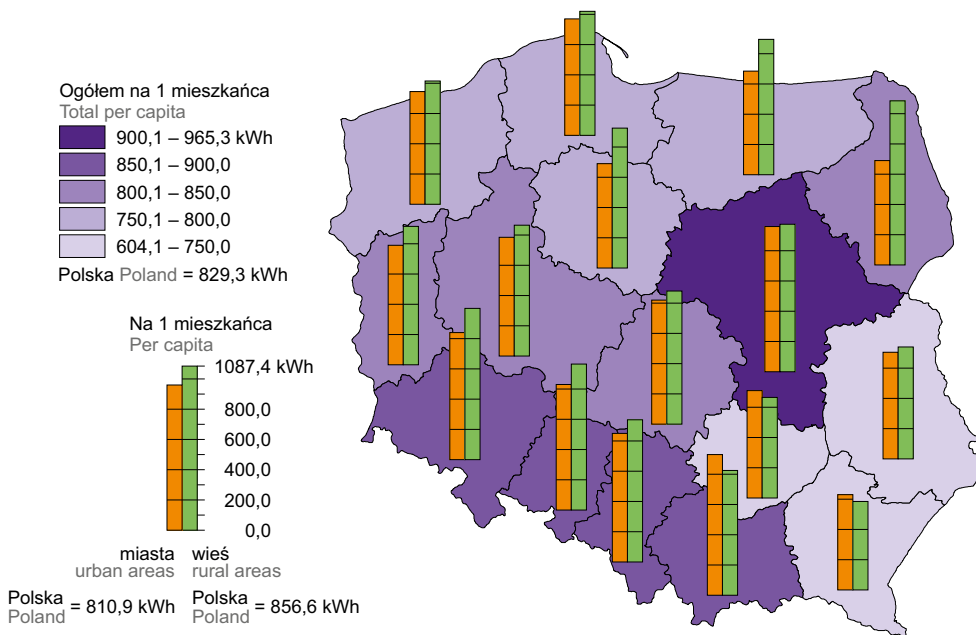 Ogółem na 1 mieszkańca
Total per capita
900,1 – 965,3 kWh
850,1 – 900,0
800,1 – 850,0
750,1 – 800,0
604,1 – 750,0
Polska Poland = 829,3 kWh
Na 1 mieszkańca
Per capita
1087,4 kWh
800,0
600,0
400,0
200,0
0,0
miasta wieś
urban areas rural areas
Polska
Poland = 810,9 kWh
Polska
Poland = 856,6 kWh